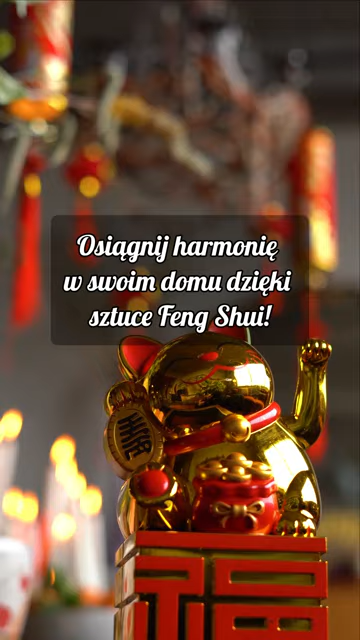 Osiągnij harmonię
w swoim domu dzięki
sztuce Feng Shui!